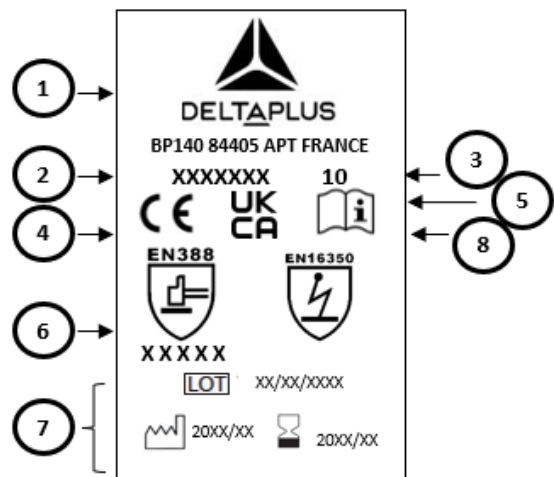 1
DELTAPLUS
BP140 84405 APT FRANCE
2
XXXXXXX 10
3
CE UK CA i
5
4
8
EN388 EN16350
6
XXXXX
7
LOT XX/XX/XXXX
20XX/XX 20XX/XX